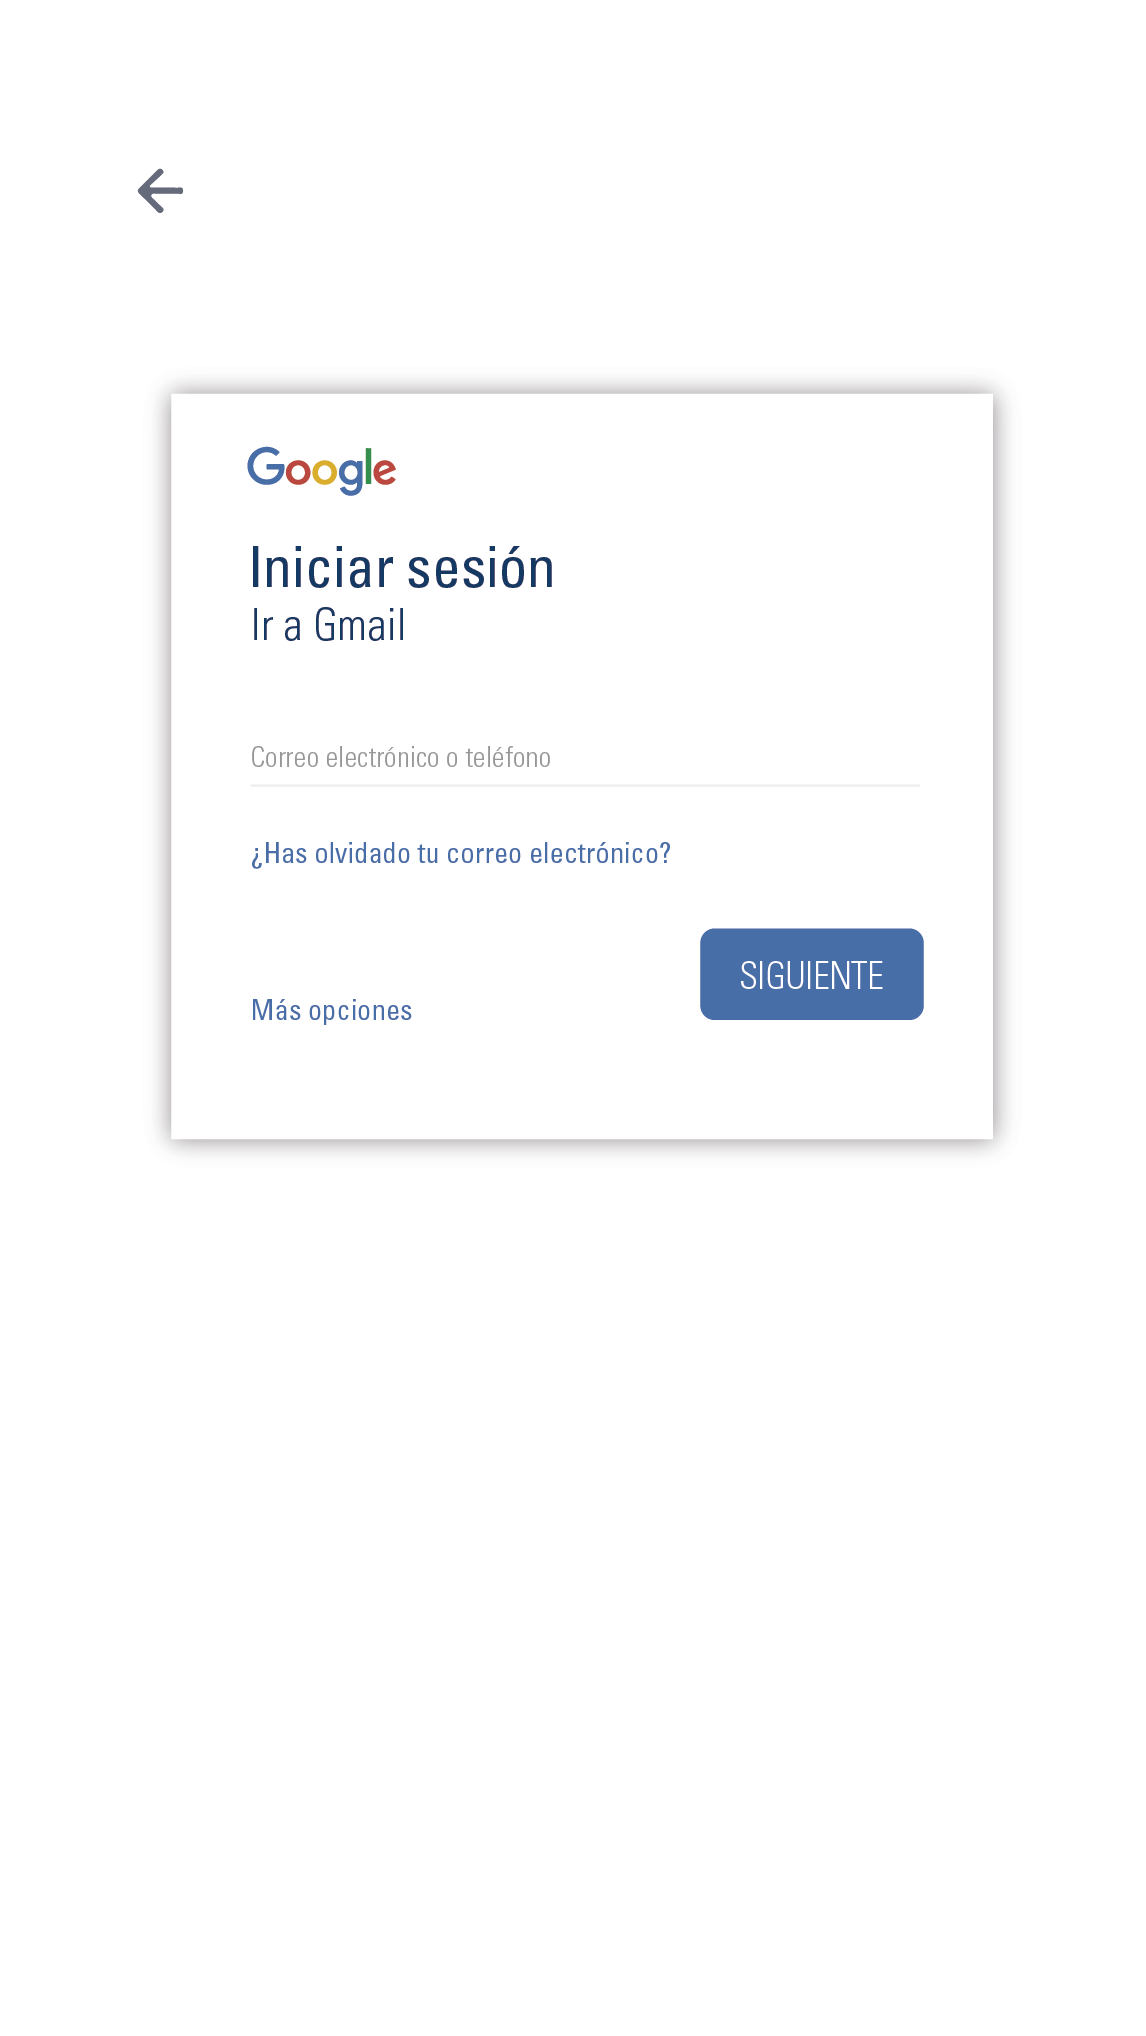 Google
Iniciar sesión
Ir a Gmail
Correo electrónico o teléfono
¿Has olvidado tu correo electrónico?
SIGUIENTE
Más opciones